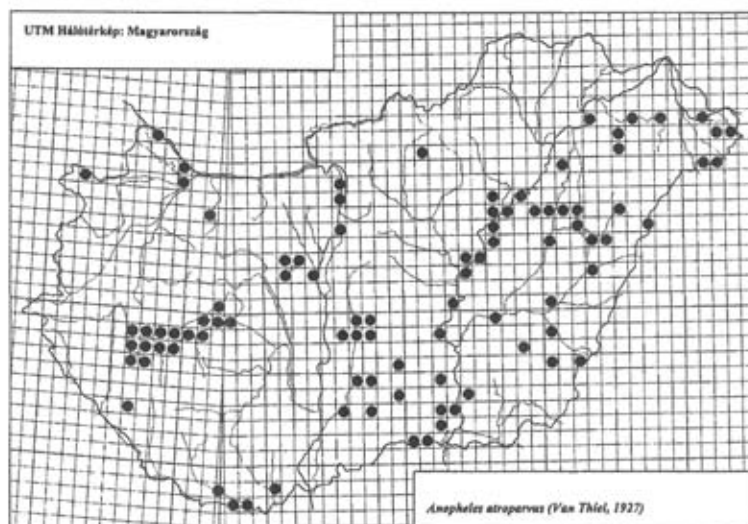 UTM Hálótérkép: Magyarország
Anopheles atroparvus (Van Thiel, 1927)